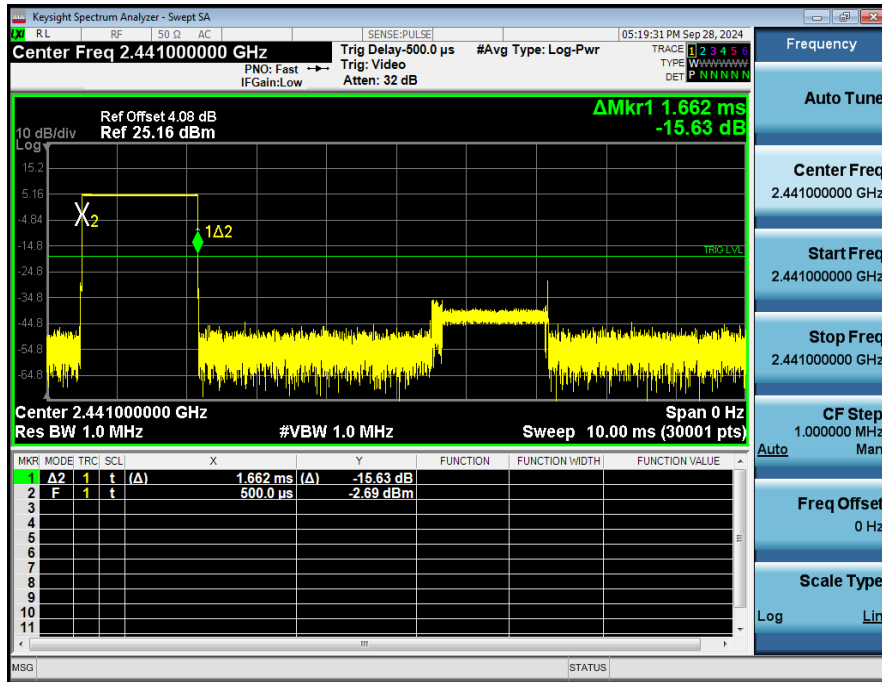 Keysight Spectrum Analyzer - Swept SA
LXI RL RF 50 Ω AC SENSE:PULSE 05:19:31 PM Sep 28, 2024
Center Freq 2.441000000 GHz
PNO: Fast
IFGain:Low
Trig Delay-500.0 µs
Trig: Video
Atten: 32 dB
#Avg Type: Log-Pwr
TRACE 1 2 3 4 5 6
TYPE WWWWWW
DET P N N N N N
Ref Offset 4.08 dB
10 dB/div Ref 25.16 dBm
Log
ΔMkr1 1.662 ms
-15.63 dB
15.2
5.16
-4.84
-14.8
-24.8
-34.8
-44.8
-54.8
-64.8
X2
1Δ2
TRIG LVL
Center 2.441000000 GHz Span 0 Hz
Res BW 1.0 MHz #VBW 1.0 MHz Sweep 10.00 ms (30001 pts)
MKR MODE TRC SCL X Y FUNCTION FUNCTION WIDTH FUNCTION VALUE
1 Δ2 1 t (Δ) 1.662 ms (Δ) -15.63 dB
2 F 1 t 500.0 µs -2.69 dBm
3
4
5
6
7
8
9
10
11
MSG STATUS
Frequency
Auto Tune
Center Freq
2.441000000 GHz
Start Freq
2.441000000 GHz
Stop Freq
2.441000000 GHz
CF Step
1.000000 MHz
Auto Man
Freq Offset
0 Hz
Scale Type
Log Lin